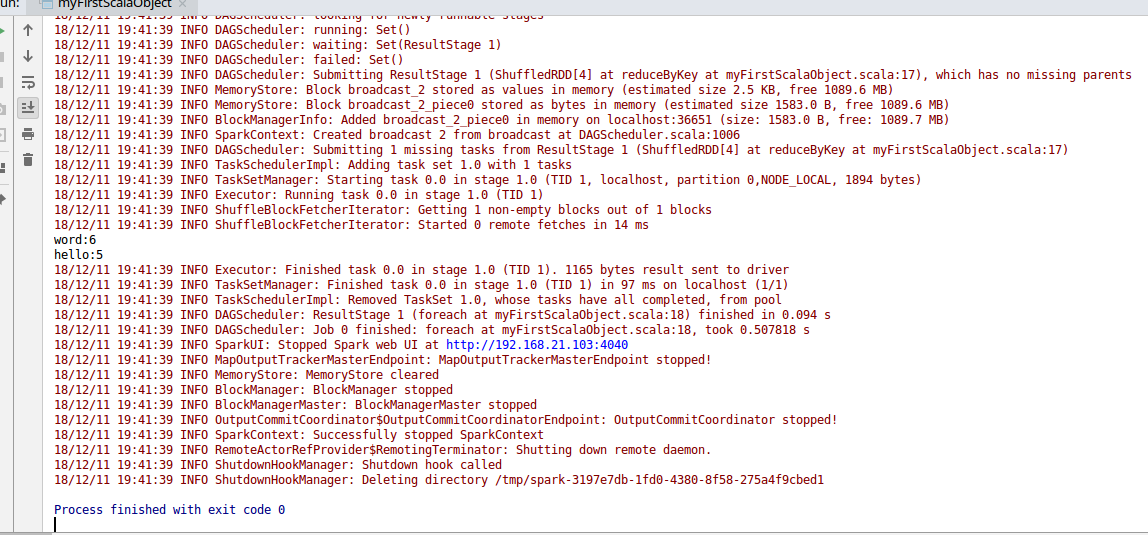 un: myFirstScalaObject
18/12/11 19:41:39 INFO DAGScheduler: looking for newly runnable stages
18/12/11 19:41:39 INFO DAGScheduler: running: Set()
18/12/11 19:41:39 INFO DAGScheduler: waiting: Set(ResultStage 1)
18/12/11 19:41:39 INFO DAGScheduler: failed: Set()
18/12/11 19:41:39 INFO DAGScheduler: Submitting ResultStage 1 (ShuffledRDD[4] at reduceByKey at myFirstScalaObject.scala:17), which has no missing parents
18/12/11 19:41:39 INFO MemoryStore: Block broadcast_2 stored as values in memory (estimated size 2.5 KB, free 1089.6 MB)
18/12/11 19:41:39 INFO MemoryStore: Block broadcast_2_piece0 stored as bytes in memory (estimated size 1583.0 B, free 1089.6 MB)
18/12/11 19:41:39 INFO BlockManagerInfo: Added broadcast_2_piece0 in memory on localhost:36651 (size: 1583.0 B, free: 1089.7 MB)
18/12/11 19:41:39 INFO SparkContext: Created broadcast 2 from broadcast at DAGScheduler.scala:1006
18/12/11 19:41:39 INFO DAGScheduler: Submitting 1 missing tasks from ResultStage 1 (ShuffledRDD[4] at reduceByKey at myFirstScalaObject.scala:17)
18/12/11 19:41:39 INFO TaskSchedulerImpl: Adding task set 1.0 with 1 tasks
18/12/11 19:41:39 INFO TaskSetManager: Starting task 0.0 in stage 1.0 (TID 1, localhost, partition 0,NODE_LOCAL, 1894 bytes)
18/12/11 19:41:39 INFO Executor: Running task 0.0 in stage 1.0 (TID 1)
18/12/11 19:41:39 INFO ShuffleBlockFetcherIterator: Getting 1 non-empty blocks out of 1 blocks
18/12/11 19:41:39 INFO ShuffleBlockFetcherIterator: Started 0 remote fetches in 14 ms
word:6
hello:5
18/12/11 19:41:39 INFO Executor: Finished task 0.0 in stage 1.0 (TID 1). 1165 bytes result sent to driver
18/12/11 19:41:39 INFO TaskSetManager: Finished task 0.0 in stage 1.0 (TID 1) in 97 ms on localhost (1/1)
18/12/11 19:41:39 INFO TaskSchedulerImpl: Removed TaskSet 1.0, whose tasks have all completed, from pool
18/12/11 19:41:39 INFO DAGScheduler: ResultStage 1 (foreach at myFirstScalaObject.scala:18) finished in 0.094 s
18/12/11 19:41:39 INFO DAGScheduler: Job 0 finished: foreach at myFirstScalaObject.scala:18, took 0.507818 s
18/12/11 19:41:39 INFO SparkUI: Stopped Spark web UI at http://192.168.21.103:4040
18/12/11 19:41:39 INFO MapOutputTrackerMasterEndpoint: MapOutputTrackerMasterEndpoint stopped!
18/12/11 19:41:39 INFO MemoryStore: MemoryStore cleared
18/12/11 19:41:39 INFO BlockManager: BlockManager stopped
18/12/11 19:41:39 INFO BlockManagerMaster: BlockManagerMaster stopped
18/12/11 19:41:39 INFO OutputCommitCoordinator$OutputCommitCoordinatorEndpoint: OutputCommitCoordinator stopped!
18/12/11 19:41:39 INFO SparkContext: Successfully stopped SparkContext
18/12/11 19:41:39 INFO RemoteActorRefProvider$RemotingTerminator: Shutting down remote daemon.
18/12/11 19:41:39 INFO ShutdownHookManager: Shutdown hook called
18/12/11 19:41:39 INFO ShutdownHookManager: Deleting directory /tmp/spark-3197e7db-1fd0-4380-8f58-275a4f9cbed1
Process finished with exit code 0